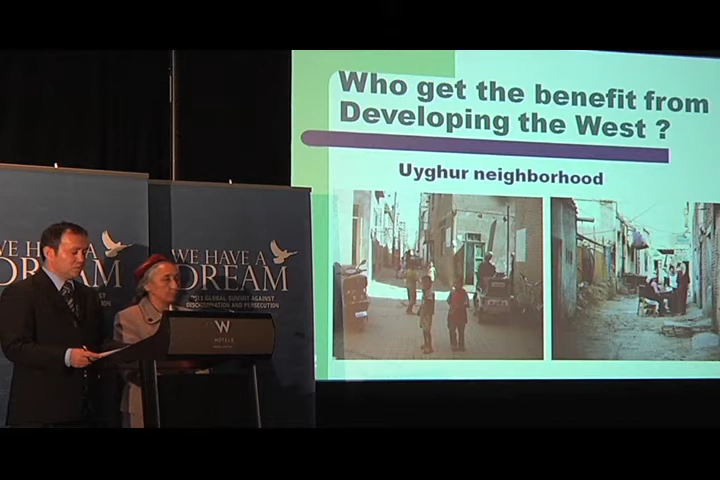 Who get the benefit from
Developing the West ?
Uyghur neighborhood
WE HAVE A
DREAM
WE HAVE A
DREAM
2011 GLOBAL SUMMIT AGAINST
DISCRIMINATION AND PERSECUTION
W
HOTELS